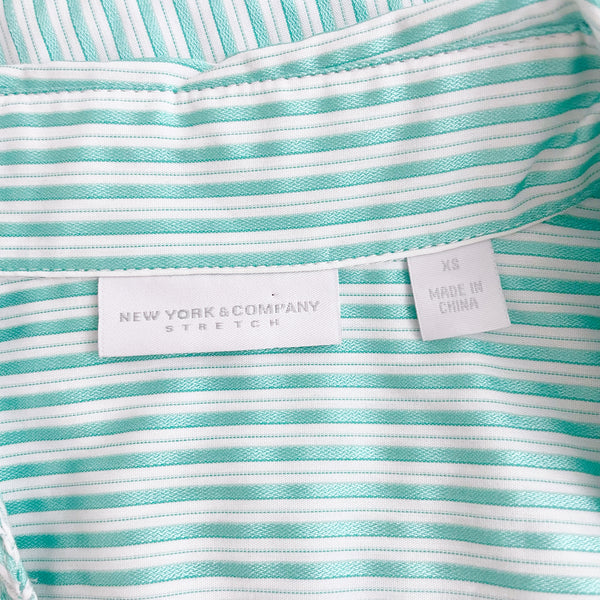 NEW YORK & COMPANY
STRETCH
XS
MADE IN
CHINA